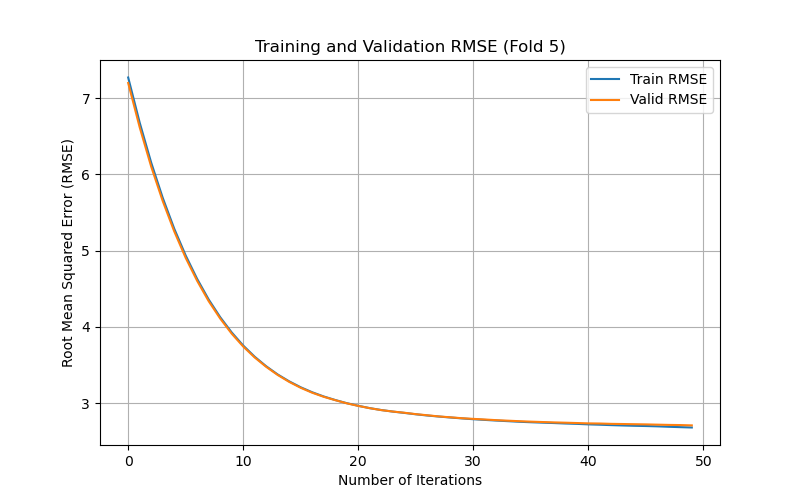 Training and Validation RMSE (Fold 5)
Train RMSE
Valid RMSE
Root Mean Squared Error (RMSE)
7
6
5
4
3
0
10
20
30
40
50
Number of Iterations